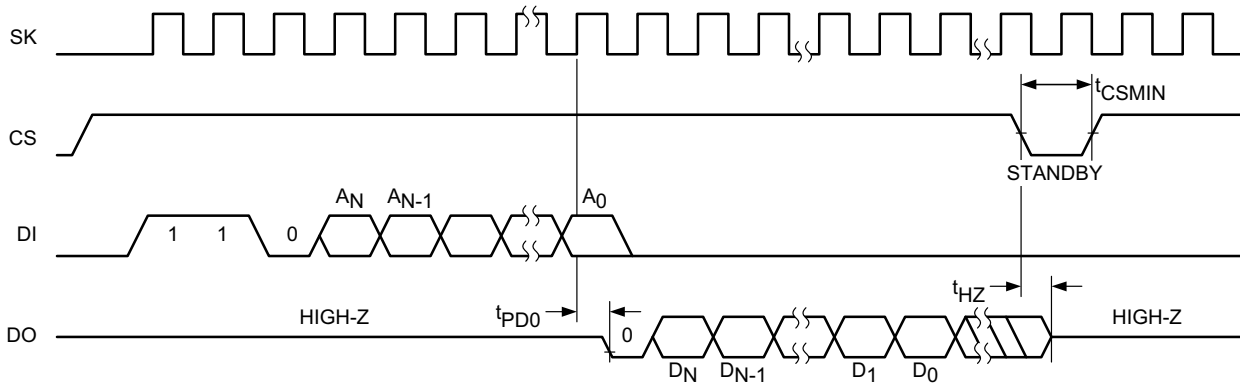 SK
tCSMIN
CS
STANDBY
AN AN-1 A0
DI 1 1 0
tHZ
tPD0
HIGH-Z HIGH-Z
DO 0
DN DN-1 D1 D0